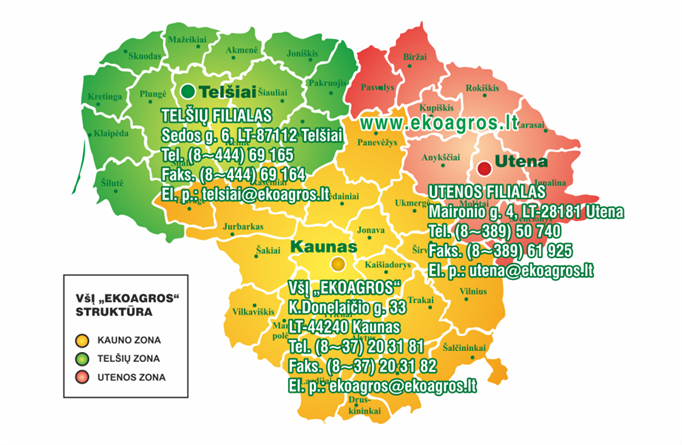 Mažeikiai
Skuodas
Akmenė
Joniškis
Biržai
Kretinga
Plungė
Telšiai
Šiauliai
Pakruojis
Pasvalys
Rokiškis
Kupiškis
TELŠIŲ FILIALAS
Sedos g. 6, LT-87112 Telšiai
Tel. (8~444) 69 165
Faks. (8~444) 69 164
El. p.: telsiai@ekoagros.lt
www.ekoagros.lt
Klaipėda
Panevėžys
Anykščiai
Utena
Šilutė
UTENOS FILIALAS
Maironio g. 4, LT-28181 Utena
Tel. (8~389) 50 740
Faks. (8~389) 61 925
El. p.: utena@ekoagros.lt
Ukmergė
Jurbarkas
Jonava
Šakiai
Kaunas
Kaišiadorys
VšĮ „EKOAGROS“
K.Donelaičio g. 33
LT-44240 Kaunas
Tel. (8~37) 20 31 81
Faks. (8~37) 20 31 82
El. p.: ekoagros@ekoagros.lt
Vilnius
Trakai
Vilkaviškis
Šalčininkai
Drus-
kininkai
VšĮ „EKOAGROS“
STRUKTŪRA
KAUNO ZONA
TELŠIŲ ZONA
UTENOS ZONA